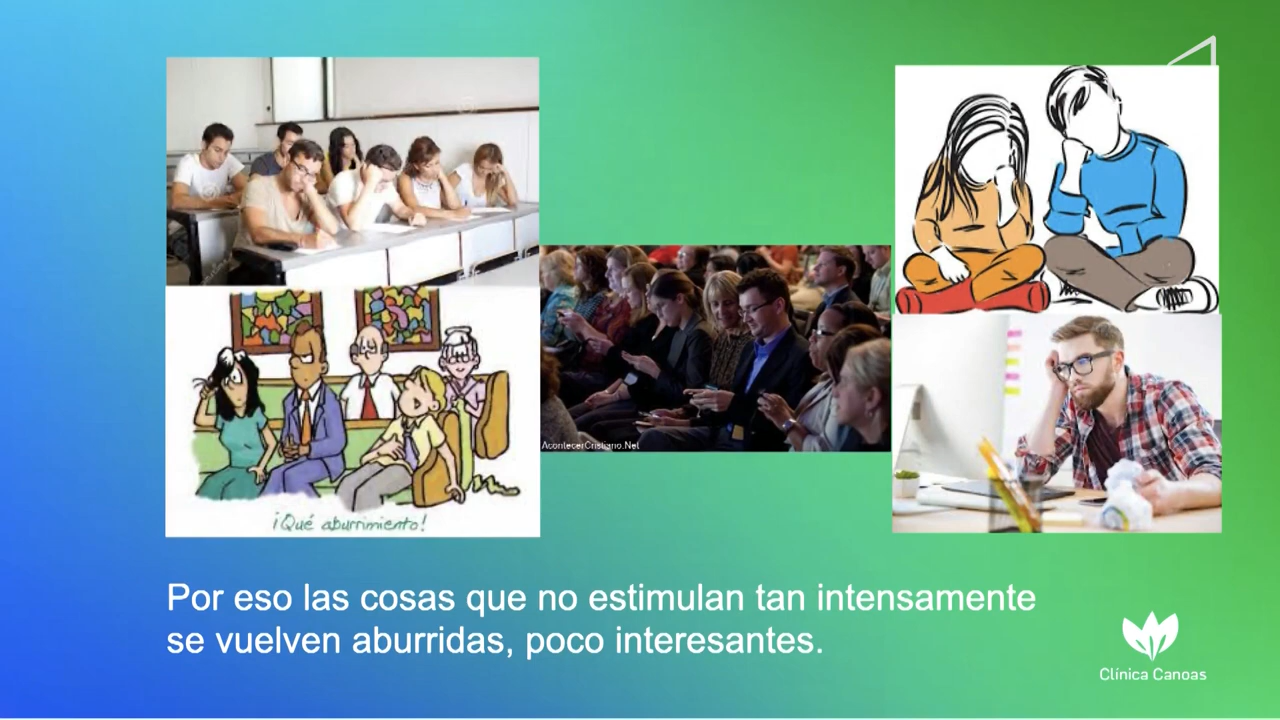 ¡Qué aburrimiento!
AcontecerCristiano.Net
Por eso las cosas que no estimulan tan intensamente
se vuelven aburridas, poco interesantes.
Clínica Canoas